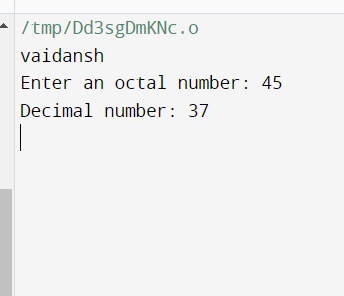 /tmp/Dd3sgDmKNc.o
vaidansh
Enter an octal number: 45
Decimal number: 37